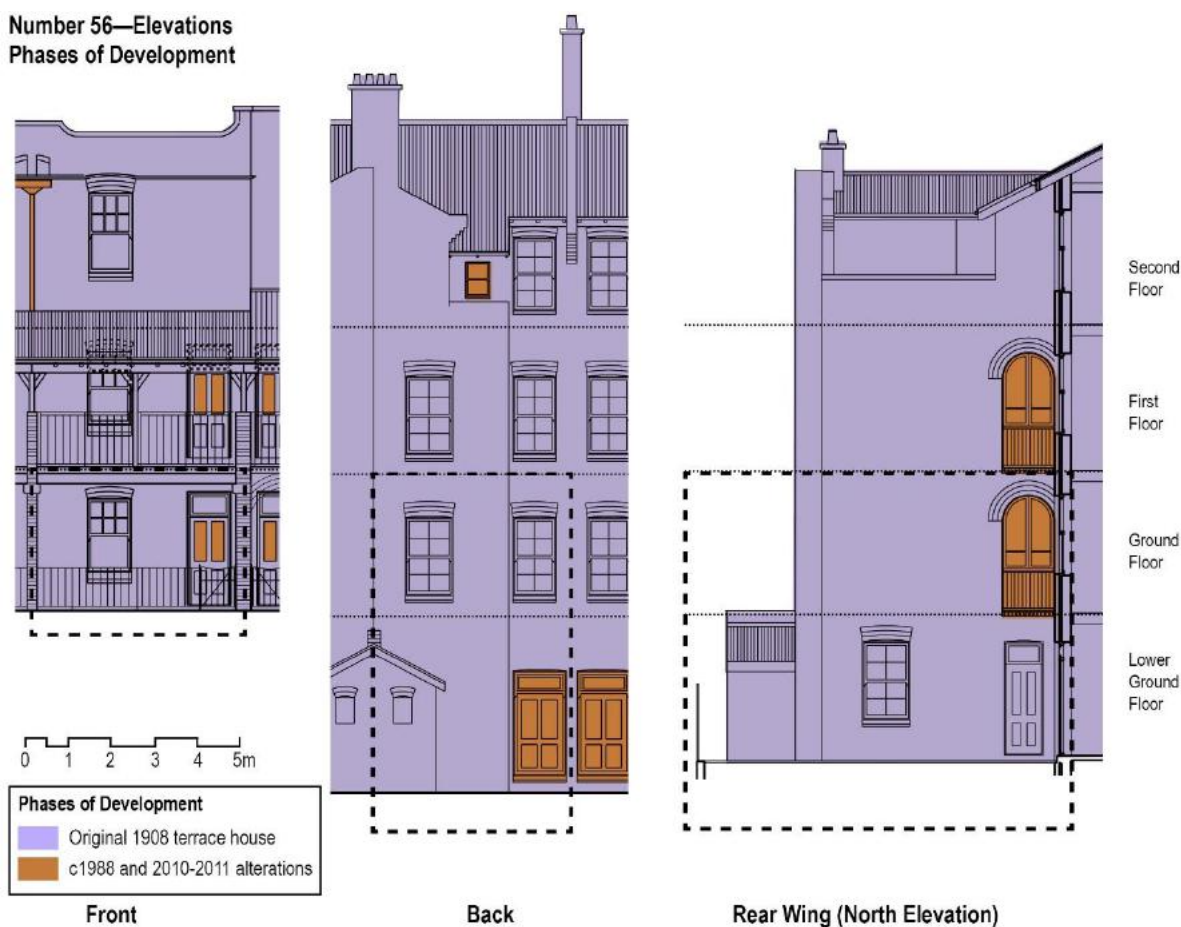 Number 56—Elevations
Phases of Development
Second
Floor
First
Floor
Ground
Floor
Lower
Ground
Floor
0 1 2 3 4 5m
Phases of Development
Original 1908 terrace house
c1988 and 2010-2011 alterations
Front
Back
Rear Wing (North Elevation)